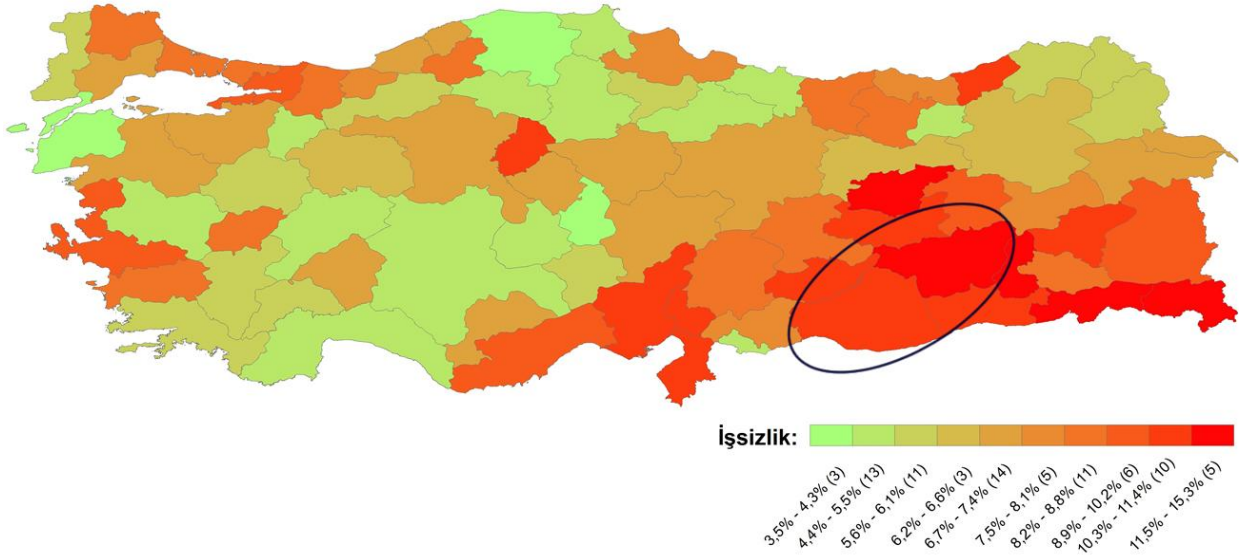 İşsizlik:
3,5% - 4,3% (3)
4,4% - 5,5% (13)
5,6% - 6,1% (11)
6,2% - 6,6% (3)
6,7% - 7,4% (14)
7,5% - 8,1% (5)
8,2% - 8,8% (11)
8,9% - 10,2% (6)
10,3% - 11,4% (10)
11,5% - 15,3% (5)